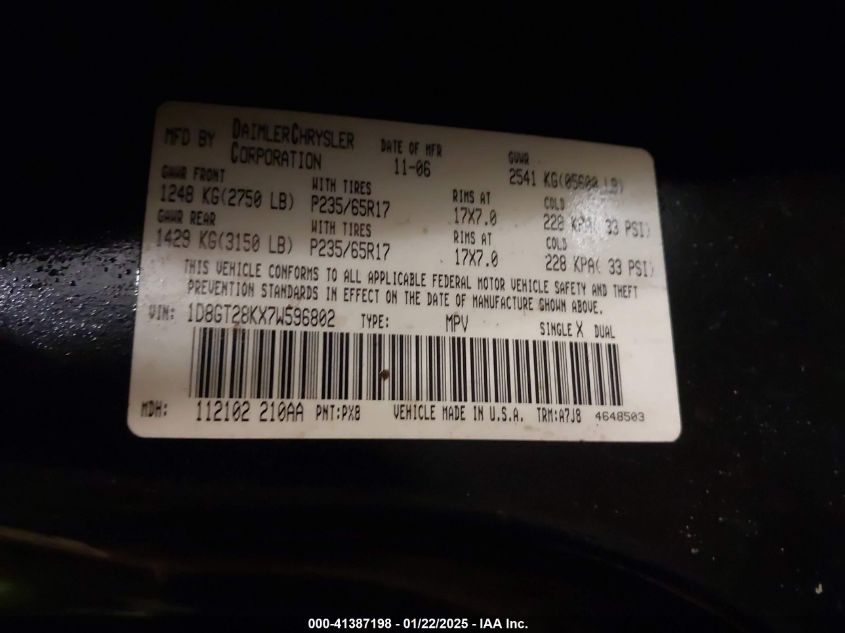 MFD BY DAIMLERCHRYSLER CORPORATION DATE OF MFR 11-06 GVWR 2541 KG(05600 LB)
GAWR FRONT WITH TIRES RIMS AT COLD
1248 KG(2750 LB) P235/65R17 17X7.0 228 KPA( 33 PSI)
GAWR REAR WITH TIRES RIMS AT COLD
1429 KG(3150 LB) P235/65R17 17X7.0 228 KPA( 33 PSI)
THIS VEHICLE CONFORMS TO ALL APPLICABLE FEDERAL MOTOR VEHICLE SAFETY AND THEFT
PREVENTION STANDARDS IN EFFECT ON THE DATE OF MANUFACTURE SHOWN ABOVE.
VIN: 1D8GT28KX7W596802 TYPE: MPV SINGLE X DUAL
MDH: 112102 210AA PNT:PX8 VEHICLE MADE IN U.S.A. TRM:A7J8 4648503
000-41387198 - 01/22/2025 - IAA Inc.